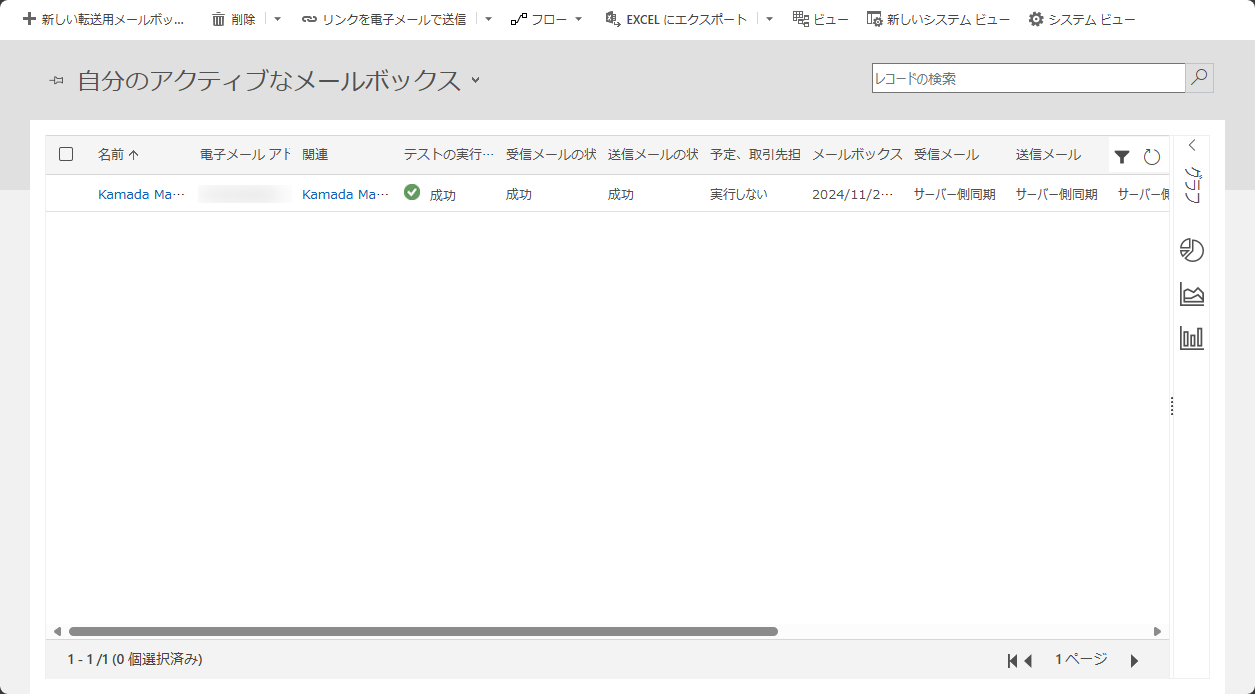 新しい転送用メールボッ... 削除 リンクを電子メールで送信 フロー EXCEL にエクスポート ビュー 新しいシステム ビュー システム ビュー
自分のアクティブなメールボックス レコードの検索
名前 電子メール アド 関連 テストの実行… 受信メールの状 送信メールの状 予定、取引先担 メールボックス 受信メール 送信メール
Kamada Ma… Kamada Ma… 成功 成功 成功 実行しない 2024/11/2… サーバー側同期 サーバー側同期 サーバー側
グラフ
1 - 1 /1 (0 個選択済み) 1 ページ